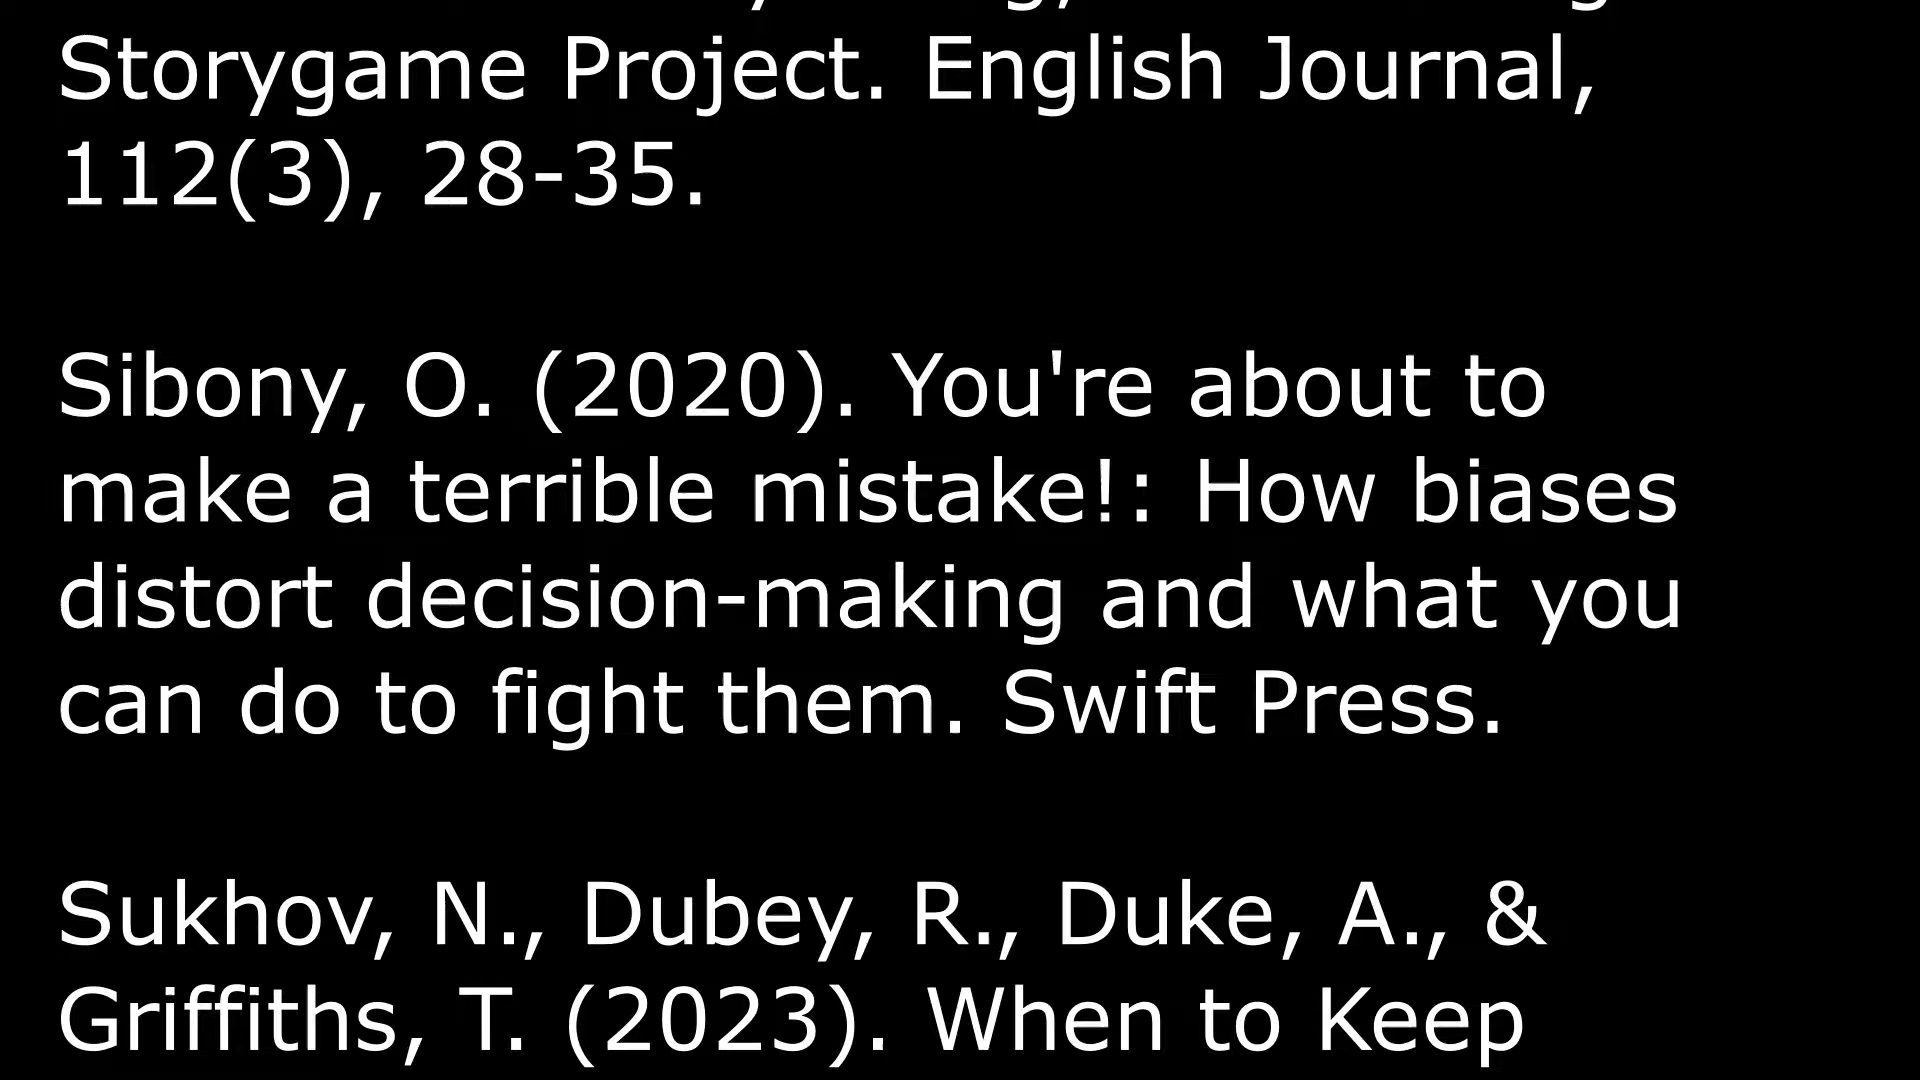 Storygame Project. English Journal,
112(3), 28-35.
Sibony, O. (2020). You're about to
make a terrible mistake!: How biases
distort decision-making and what you
can do to fight them. Swift Press.
Sukhov, N., Dubey, R., Duke, A., &
Griffiths, T. (2023). When to Keep